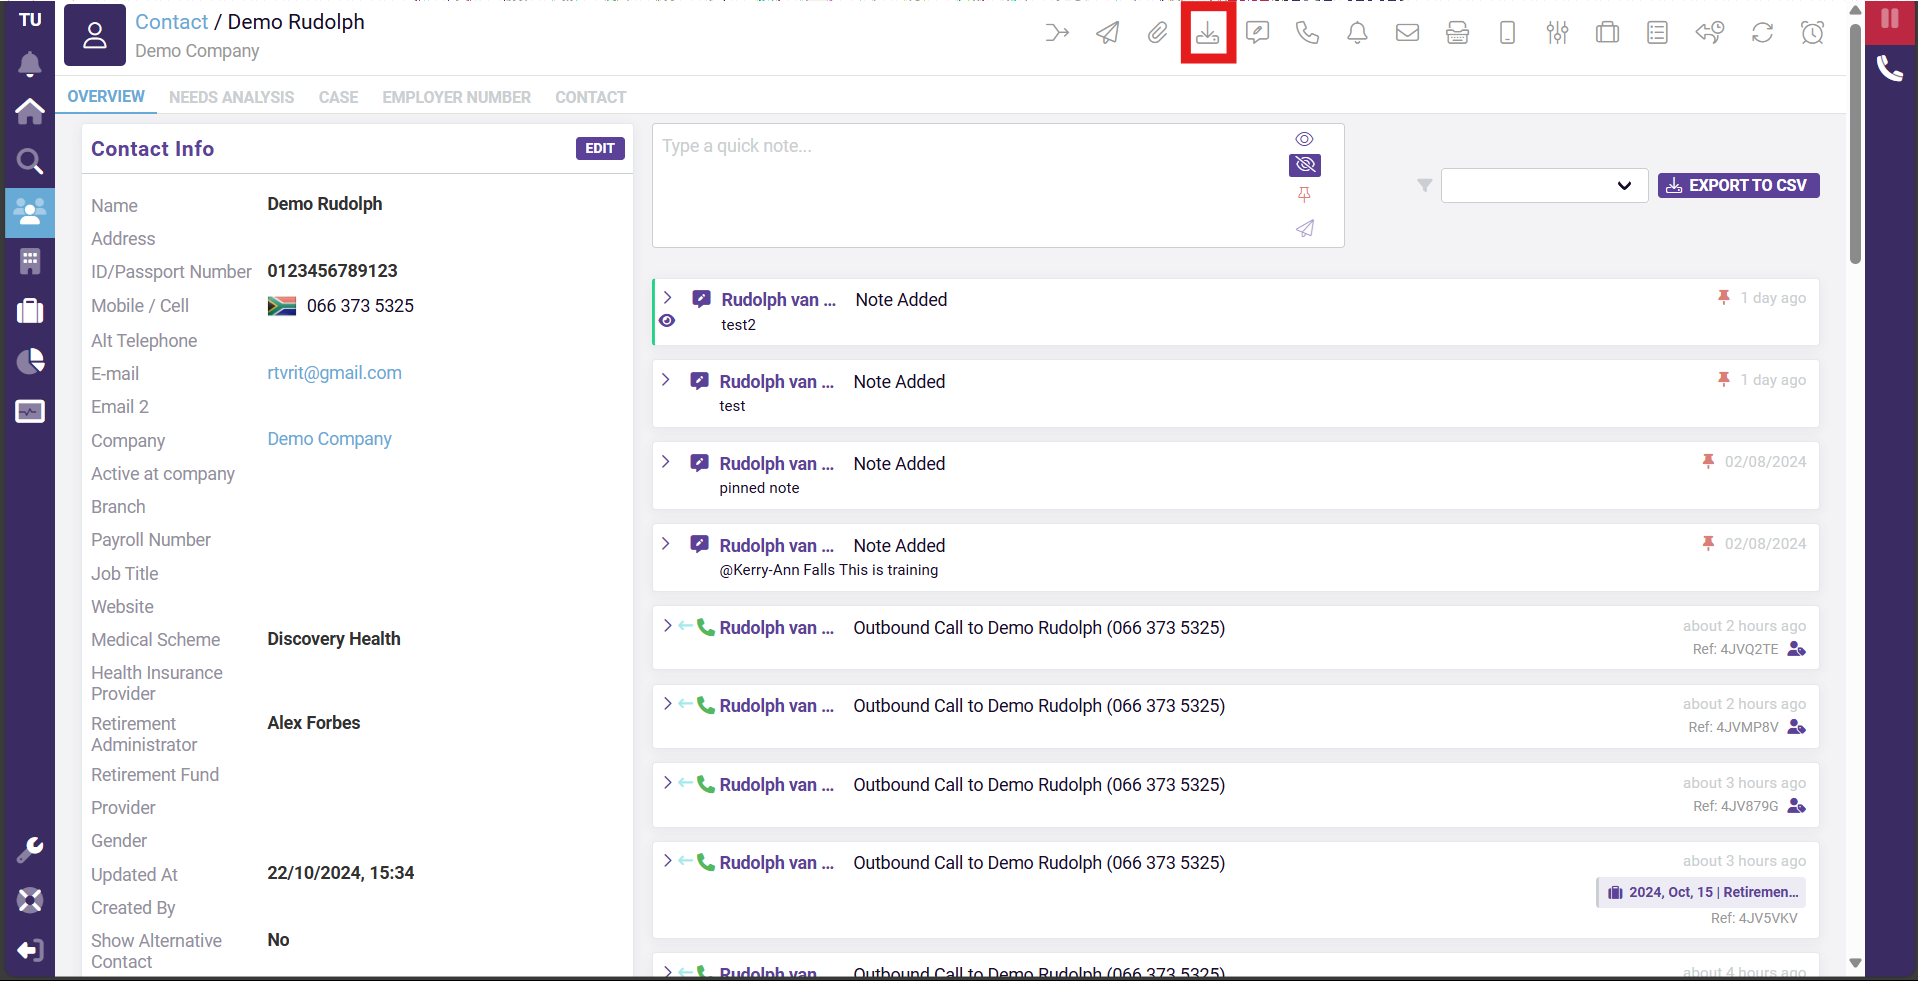 TU
Contact / Demo Rudolph
Demo Company
OVERVIEW NEEDS ANALYSIS CASE EMPLOYER NUMBER CONTACT
Contact Info EDIT
Name Demo Rudolph
Address
ID/Passport Number 0123456789123
Mobile / Cell 066 373 5325
Alt Telephone
E-mail rtvrit@gmail.com
Email 2
Company Demo Company
Active at company
Branch
Payroll Number
Job Title
Website
Medical Scheme Discovery Health
Health Insurance
Provider
Retirement Alex Forbes
Administrator
Retirement Fund
Provider
Gender
Updated At 22/10/2024, 15:34
Created By
Show Alternative No
Contact
Type a quick note...
EXPORT TO CSV
Rudolph van ... Note Added 1 day ago
test2
Rudolph van ... Note Added 1 day ago
test
Rudolph van ... Note Added 02/08/2024
pinned note
Rudolph van ... Note Added 02/08/2024
@Kerry-Ann Falls This is training
Rudolph van ... Outbound Call to Demo Rudolph (066 373 5325) about 2 hours ago
Ref: 4JVQ2TE
Rudolph van ... Outbound Call to Demo Rudolph (066 373 5325) about 2 hours ago
Ref: 4JVMP8V
Rudolph van ... Outbound Call to Demo Rudolph (066 373 5325) about 3 hours ago
Ref: 4JV879G
Rudolph van ... Outbound Call to Demo Rudolph (066 373 5325) about 3 hours ago
2024, Oct, 15 | Retiremen...
Ref: 4JV5VKV
Rudolph van Outbound Call to Demo Rudolph (066 373 5325) about 4 hours ago